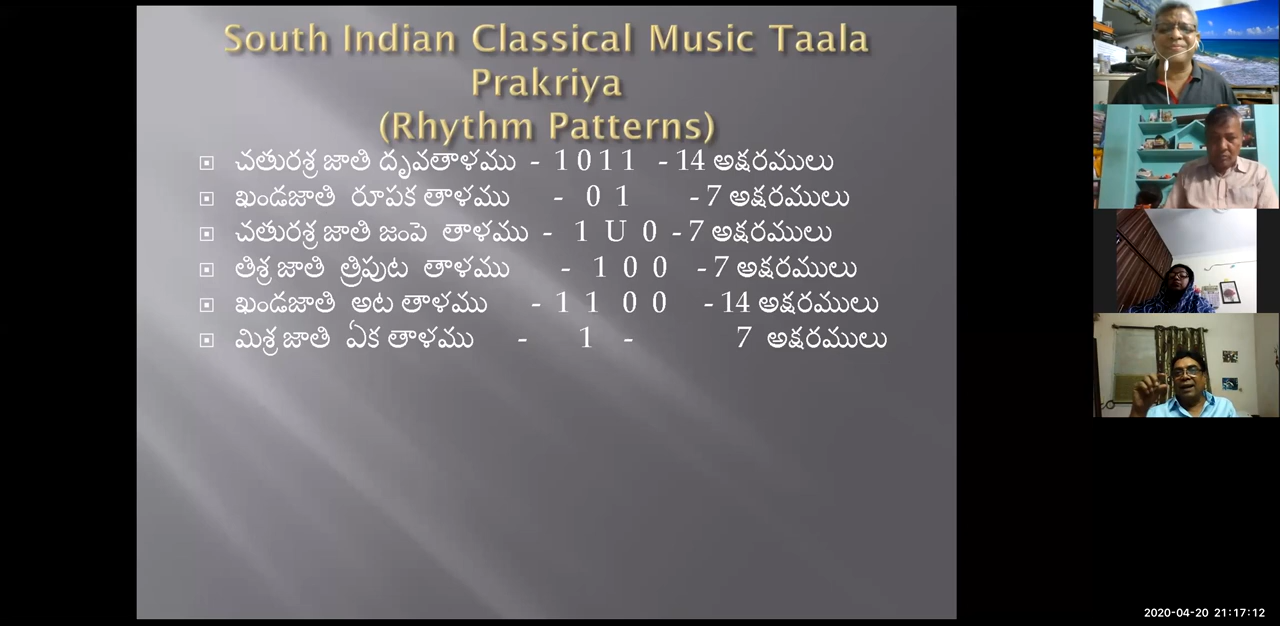 South Indian Classical Music Taala
Prakriya
(Rhythm Patterns)
చతురశ్ర జాతి దృవతాళము - 1 0 1 1 - 14 అక్షరములు
ఖండజాతి రూపక తాళము - 0 1 - 7 అక్షరములు
చతురశ్ర జాతి జంపె తాళము - 1 U 0 - 7 అక్షరములు
తిశ్ర జాతి త్రిపుట తాళము - 1 0 0 - 7 అక్షరములు
ఖండజాతి అట తాళము - 1 1 0 0 - 14 అక్షరములు
మిశ్ర జాతి ఏక తాళము - 1 - 7 అక్షరములు
2020-04-20 21:17:12